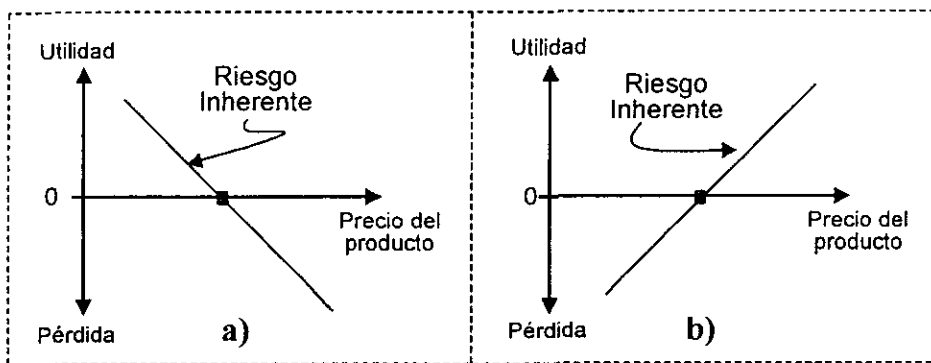 Utilidad
Riesgo
Inherente
0
Precio del
producto
Pérdida
a)
Utilidad
Riesgo
Inherente
0
Precio del
producto
Pérdida
b)